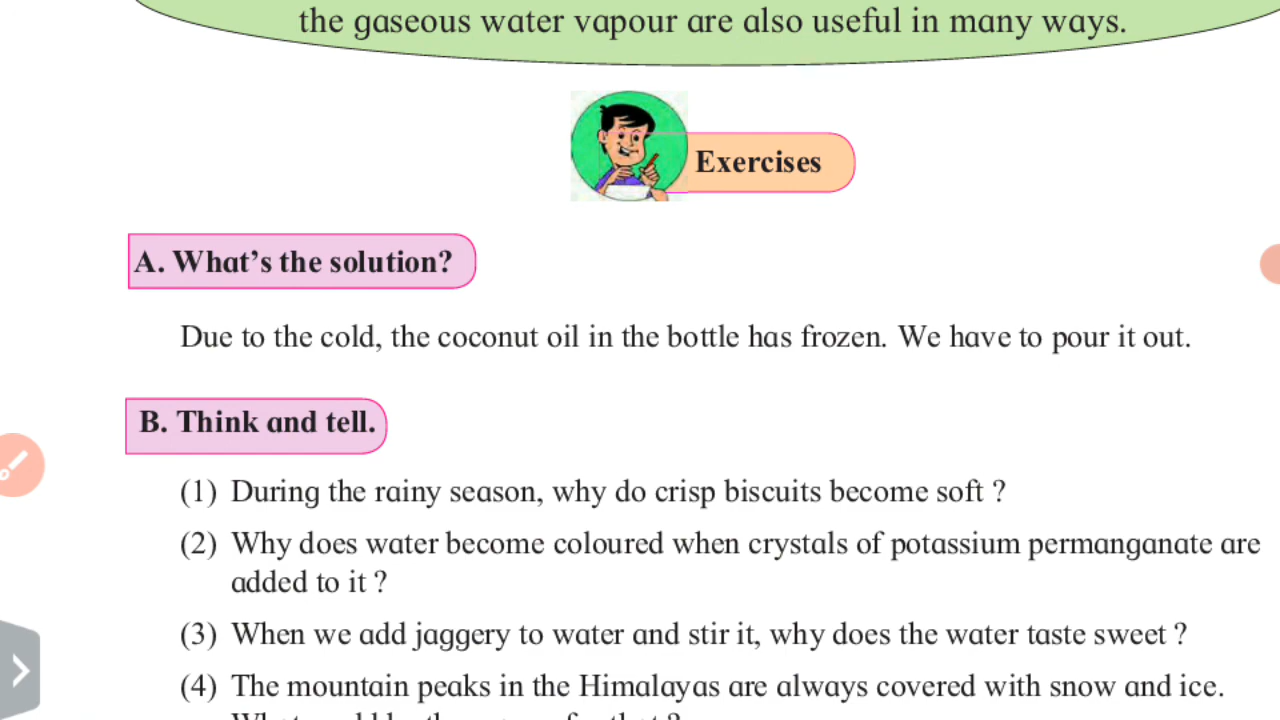 the gaseous water vapour are also useful in many ways.
Exercises
A. What's the solution?
Due to the cold, the coconut oil in the bottle has frozen. We have to pour it out.
B. Think and tell.
(1) During the rainy season, why do crisp biscuits become soft ?
(2) Why does water become coloured when crystals of potassium permanganate are
added to it ?
(3) When we add jaggery to water and stir it, why does the water taste sweet ?
(4) The mountain peaks in the Himalayas are always covered with snow and ice.